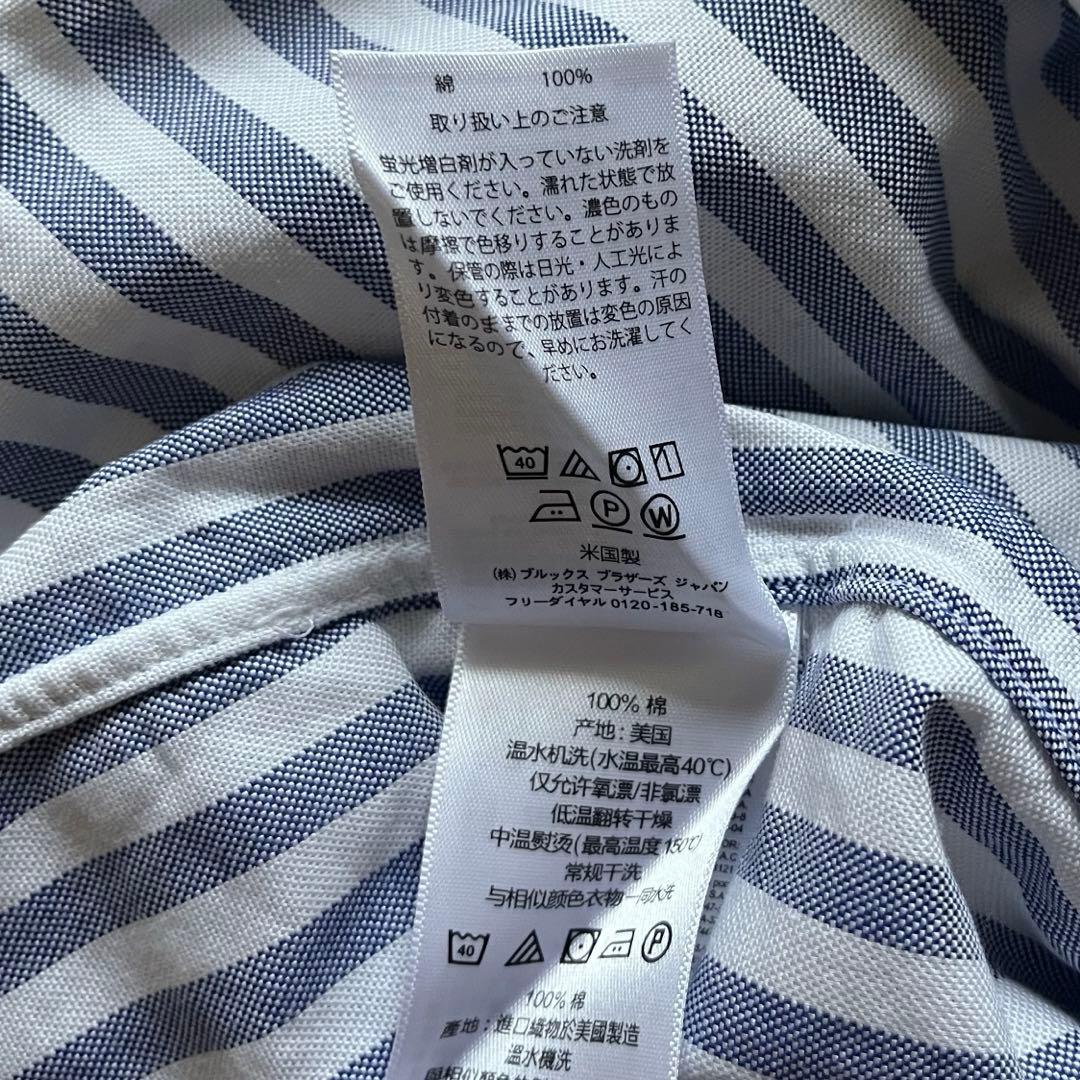 綿 100%
取り扱い上のご注意
蛍光増白剤が入っていない洗剤を
ご使用ください。濡れた状態で放
置しないでください。濃色のもの
は摩擦で色移りすることがありま
す。保管の際は日光・人工光によ
り変色することがあります。汗の
付着のままでの放置は変色の原因
になるので、早めにお洗濯してく
ださい。
40
P W
米国製
(株)ブルックス ブラザーズ ジャパン
カスタマーサービス
フリーダイヤル 0120-185-718
100% 棉
产地:美国
温水机洗(水温最高40℃)
仅允许氧漂/非氯漂
低温翻转干燥
中温熨烫(最高温度150℃)
常规干洗
与相似颜色衣物一同水洗
40 P
100% 棉
產地:進口織物於美國製造
溫水機洗